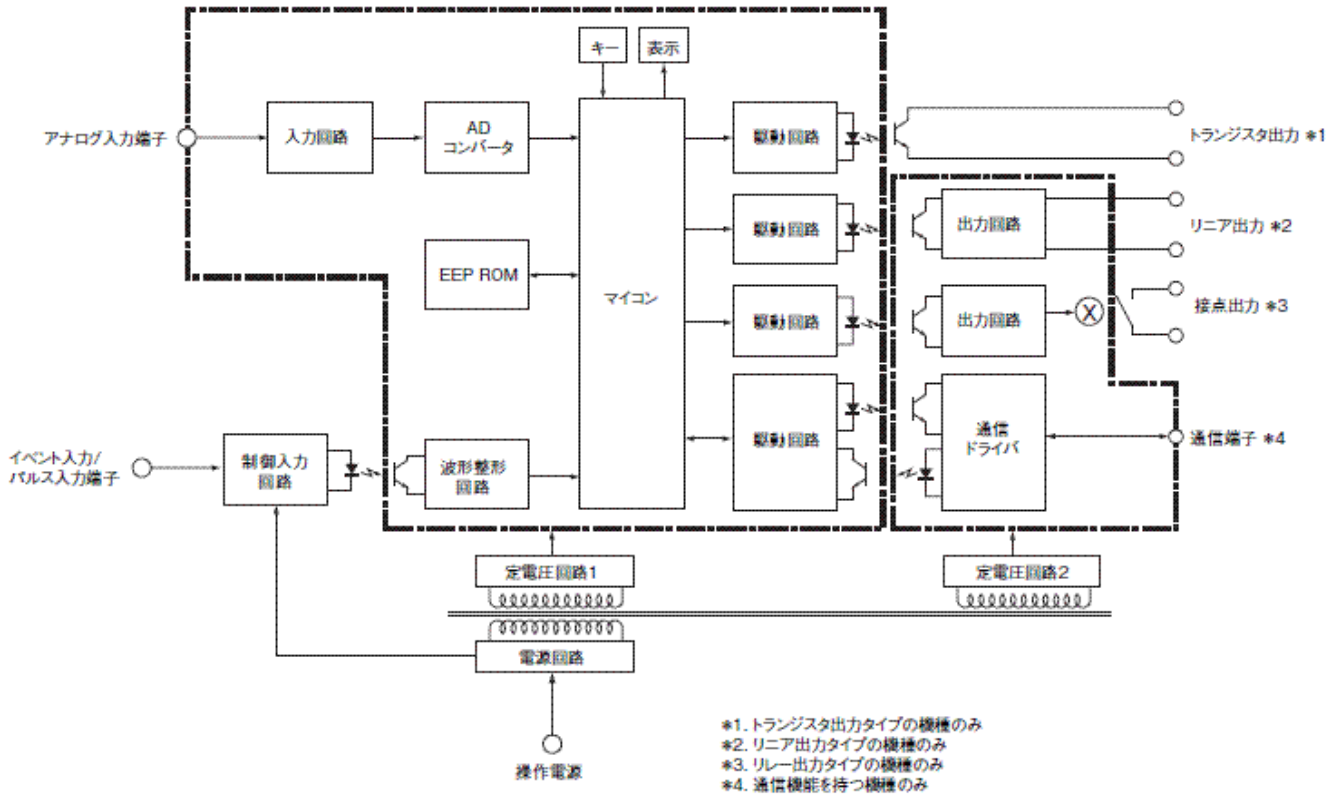 キー
表示
アナログ入力端子
入力回路
AD
コンバータ
駆動回路
トランジスタ出力 *1
駆動回路
出力回路
リニア出力 *2
EEP ROM
マイコン
駆動回路
出力回路
X
接点出力 *3
イベント入力/
パルス入力端子
制御入力
回路
波形整形
回路
駆動回路
通信
ドライバ
通信端子 *4
定電圧回路1
定電圧回路2
電源回路
操作電源
*1. トランジスタ出力タイプの機種のみ
*2. リニア出力タイプの機種のみ
*3. リレー出力タイプの機種のみ
*4. 通信機能を持つ機種のみ